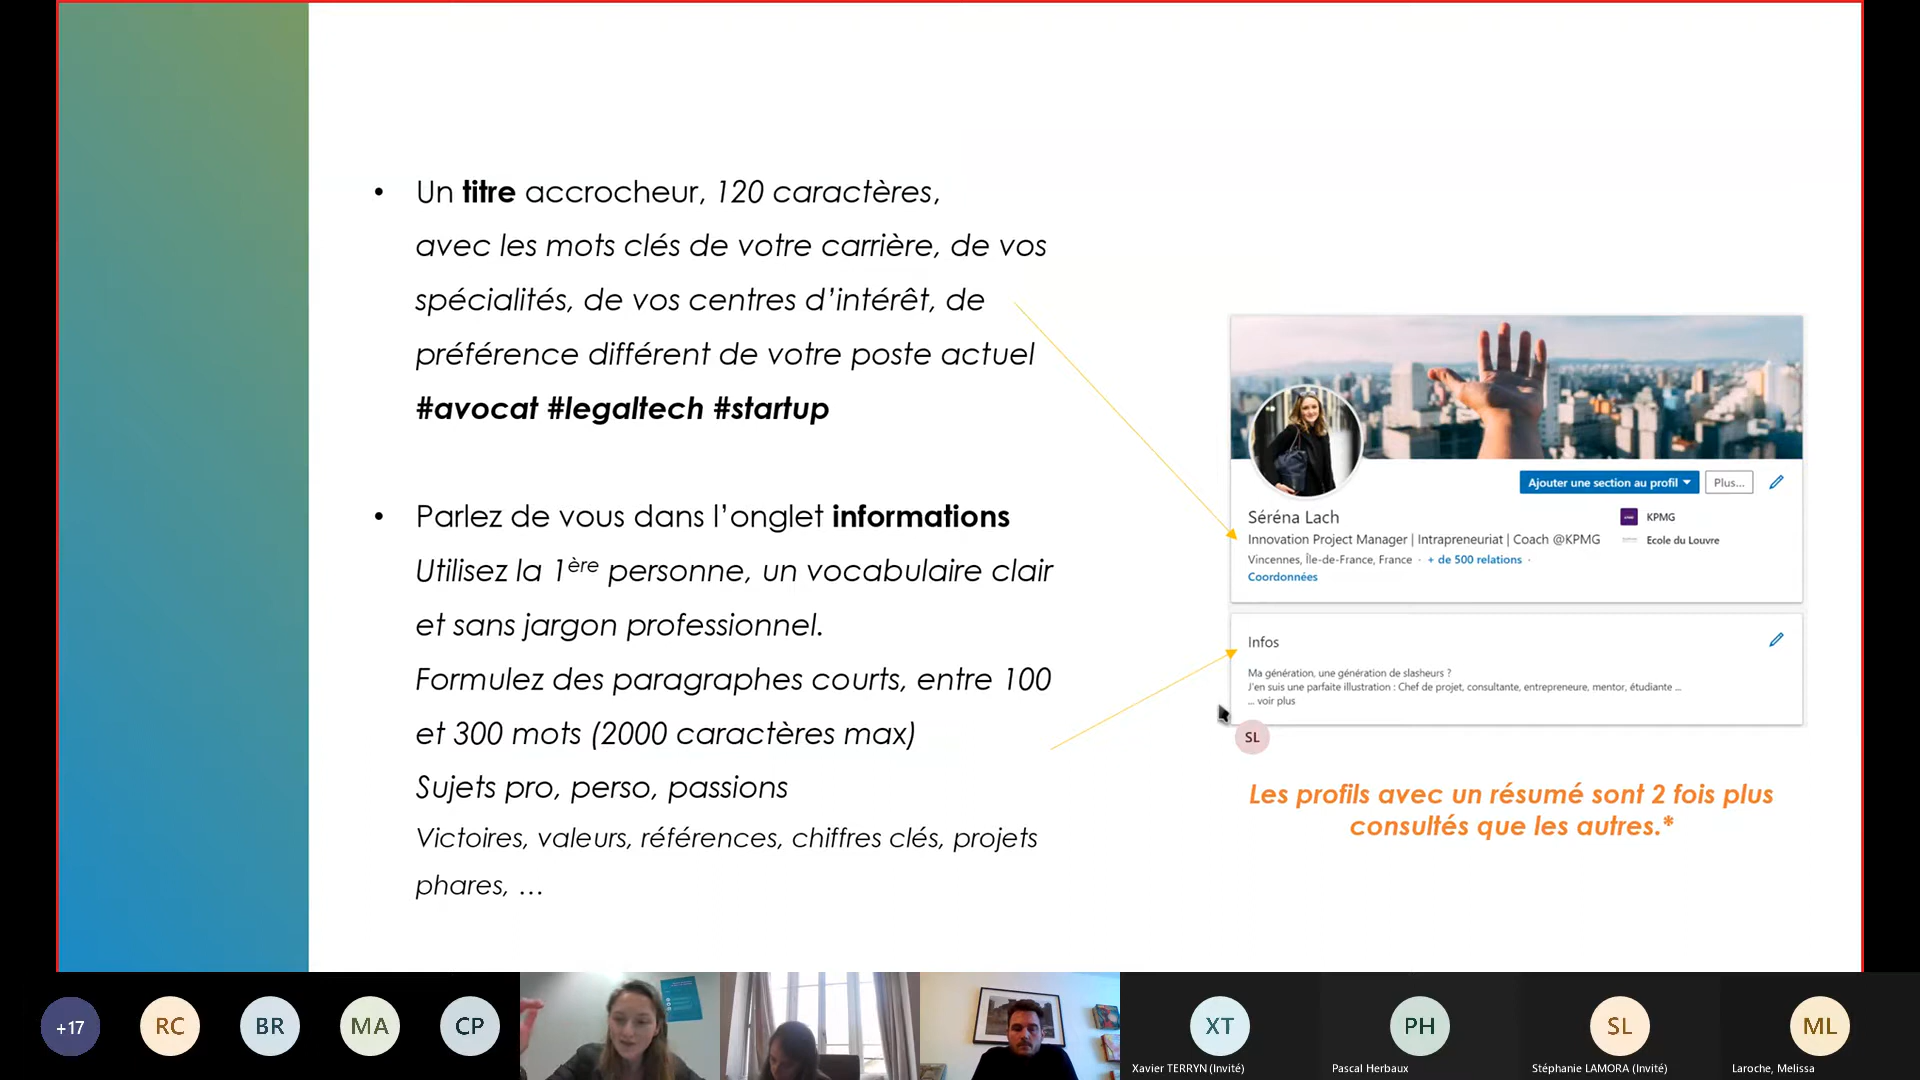 • Un titre accrocheur, 120 caractères,
avec les mots clés de votre carrière, de vos
spécialités, de vos centres d’intérêt, de
préférence différent de votre poste actuel
#avocat #legaltech #startup
• Parlez de vous dans l’onglet informations
Utilisez la 1ère personne, un vocabulaire clair
et sans jargon professionnel.
Formulez des paragraphes courts, entre 100
et 300 mots (2000 caractères max)
Sujets pro, perso, passions
Victoires, valeurs, références, chiffres clés, projets
phares, …
Ajouter une section au profil
Plus...
Séréna Lach
KPMG
Innovation Project Manager | Intrapreneuriat | Coach @KPMG
Ecole du Louvre
Vincennes, Île-de-France, France · + de 500 relations ·
Coordonnées
Infos
Ma génération, une génération de slasheurs ?
J'en suis une parfaite illustration : Chef de projet, consultante, entrepreneure, mentor, étudiante ...
... voir plus
SL
Les profils avec un résumé sont 2 fois plus
consultés que les autres.*
+17
RC
BR
MA
CP
XT
Xavier TERRYN (Invité)
PH
Pascal Herbaux
SL
Stéphanie LAMORA (Invité)
ML
Laroche, Melissa